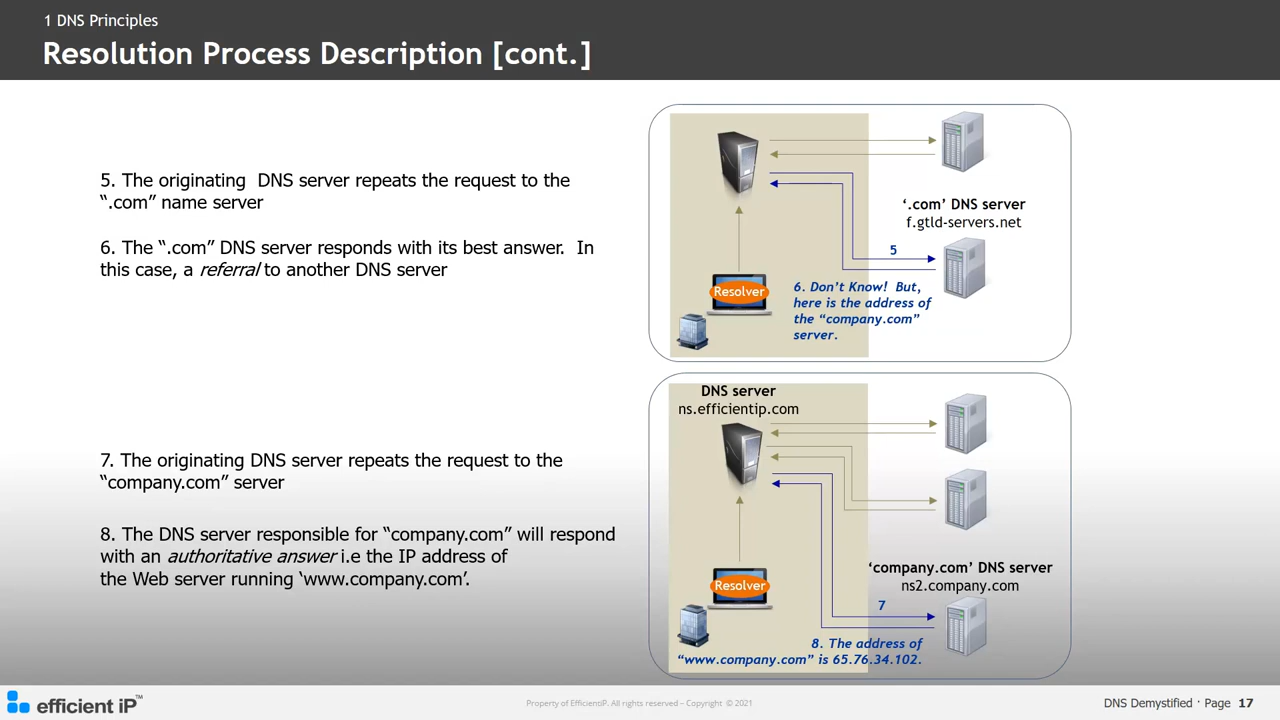 1 DNS Principles
Resolution Process Description [cont.]
5. The originating  DNS server repeats the request to the
“.com” name server
6. The “.com” DNS server responds with its best answer.  In
this case, a referral to another DNS server
‘.com’ DNS server
f.gtld-servers.net
5
Resolver
6. Don’t Know!  But,
here is the address of
the “company.com”
server.
7. The originating DNS server repeats the request to the
“company.com” server
8. The DNS server responsible for “company.com” will respond
with an authoritative answer i.e the IP address of
the Web server running ‘www.company.com’.
DNS server
ns.efficientip.com
‘company.com’ DNS server
ns2.company.com
Resolver
7
8. The address of
“www.company.com” is 65.76.34.102.
efficient iP™
Property of EfficientiP. All rights reserved – Copyright © 2021
DNS Demystified · Page 17